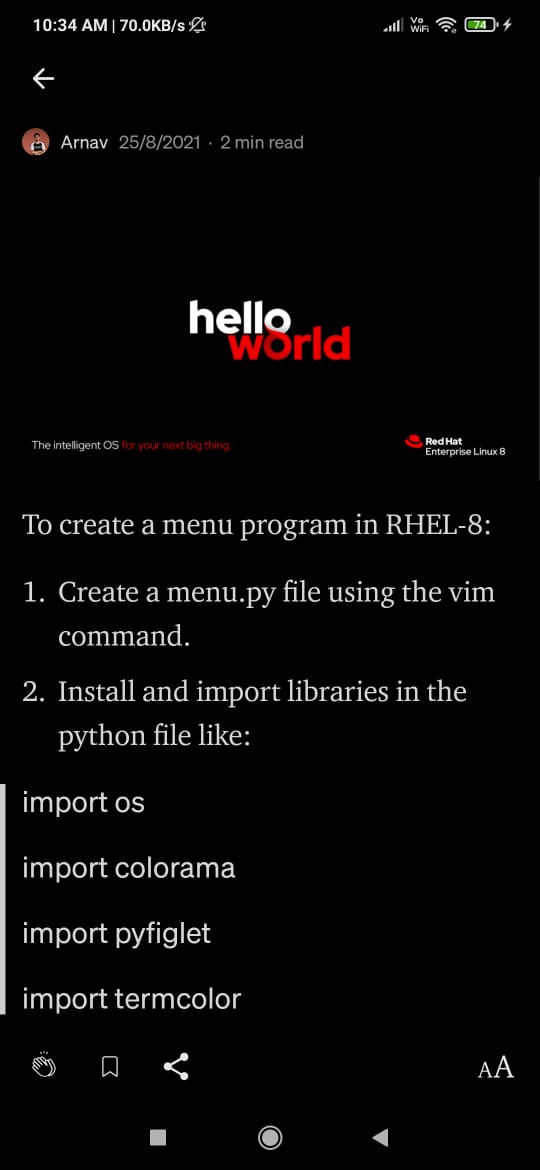 10:34 AM | 70.0KB/s
Vo
WiFi
74
Arnav 25/8/2021 · 2 min read
hello
world
The intelligent OS for your next big thing.
Red Hat
Enterprise Linux 8
To create a menu program in RHEL-8:
1. Create a menu.py file using the vim
command.
2. Install and import libraries in the
python file like:
import os
import colorama
import pyfiglet
import termcolor
AA